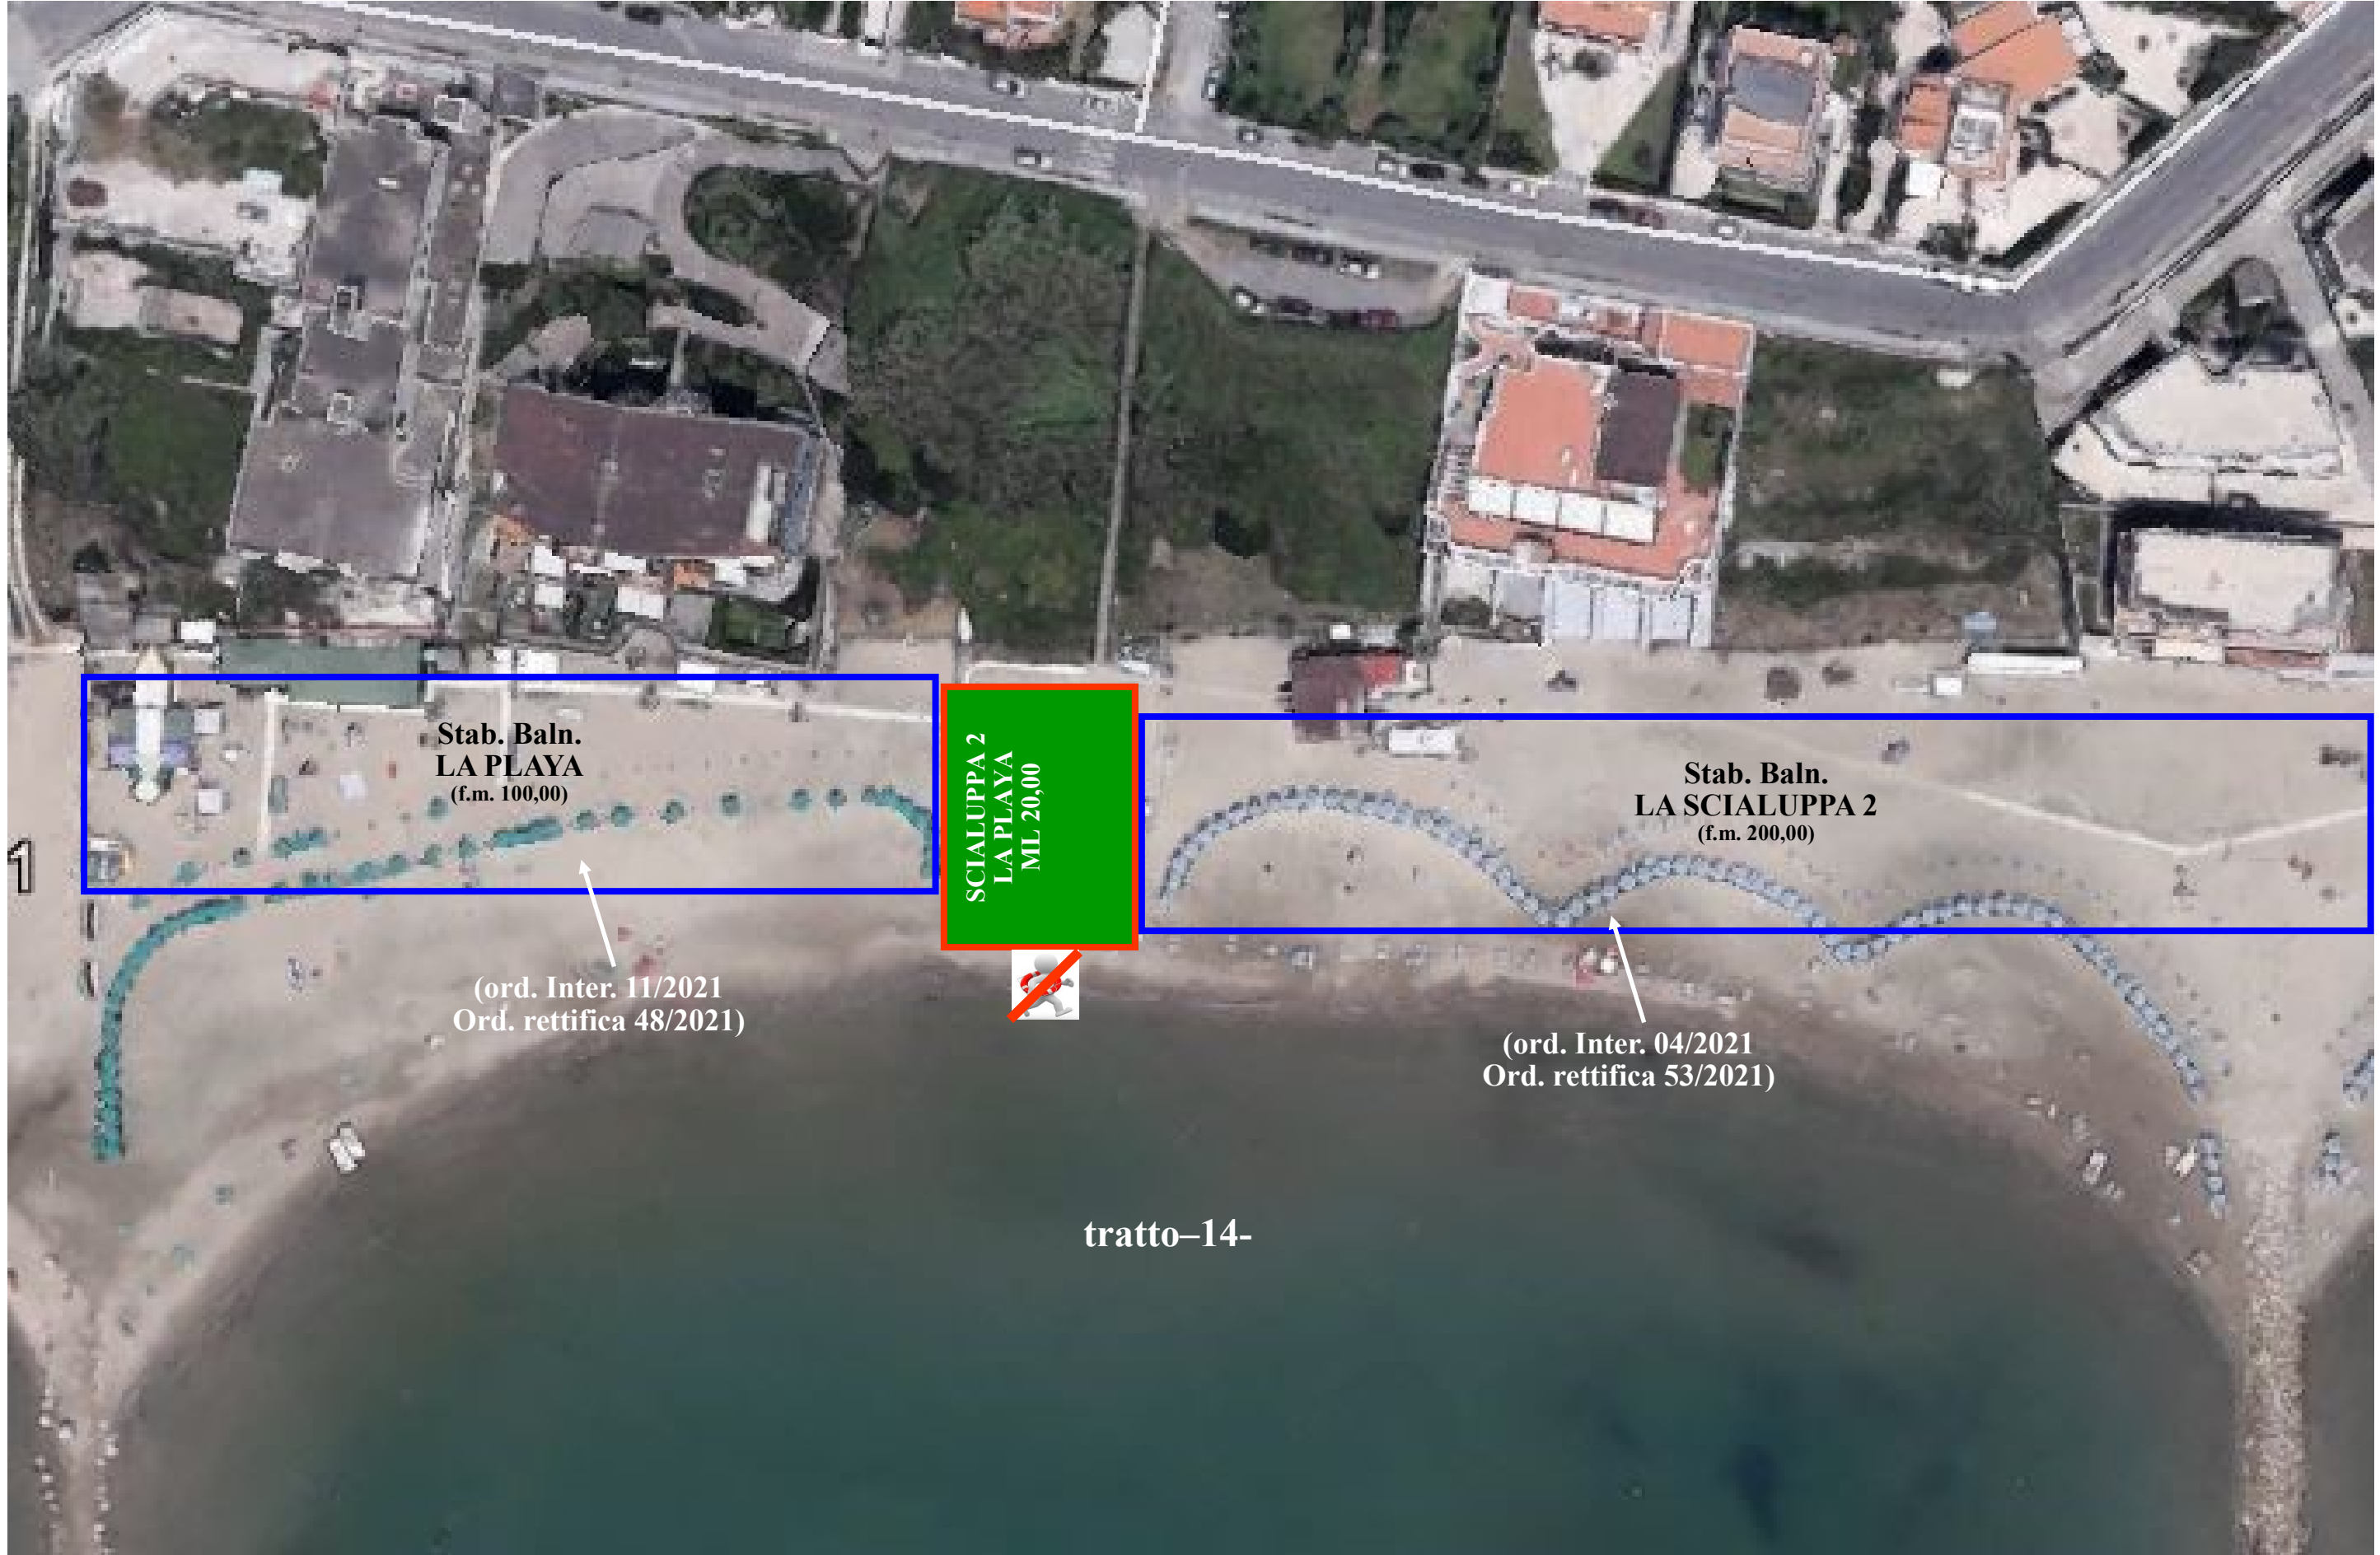 Stab. Baln.
LA PLAYA
(f.m. 100,00)
SCIALUPPA 2
LA PLAYA
ML 20,00
Stab. Baln.
LA SCIALUPPA 2
(f.m. 200,00)
1
(ord. Inter. 11/2021
Ord. rettifica 48/2021)
(ord. Inter. 04/2021
Ord. rettifica 53/2021)
tratto–14-